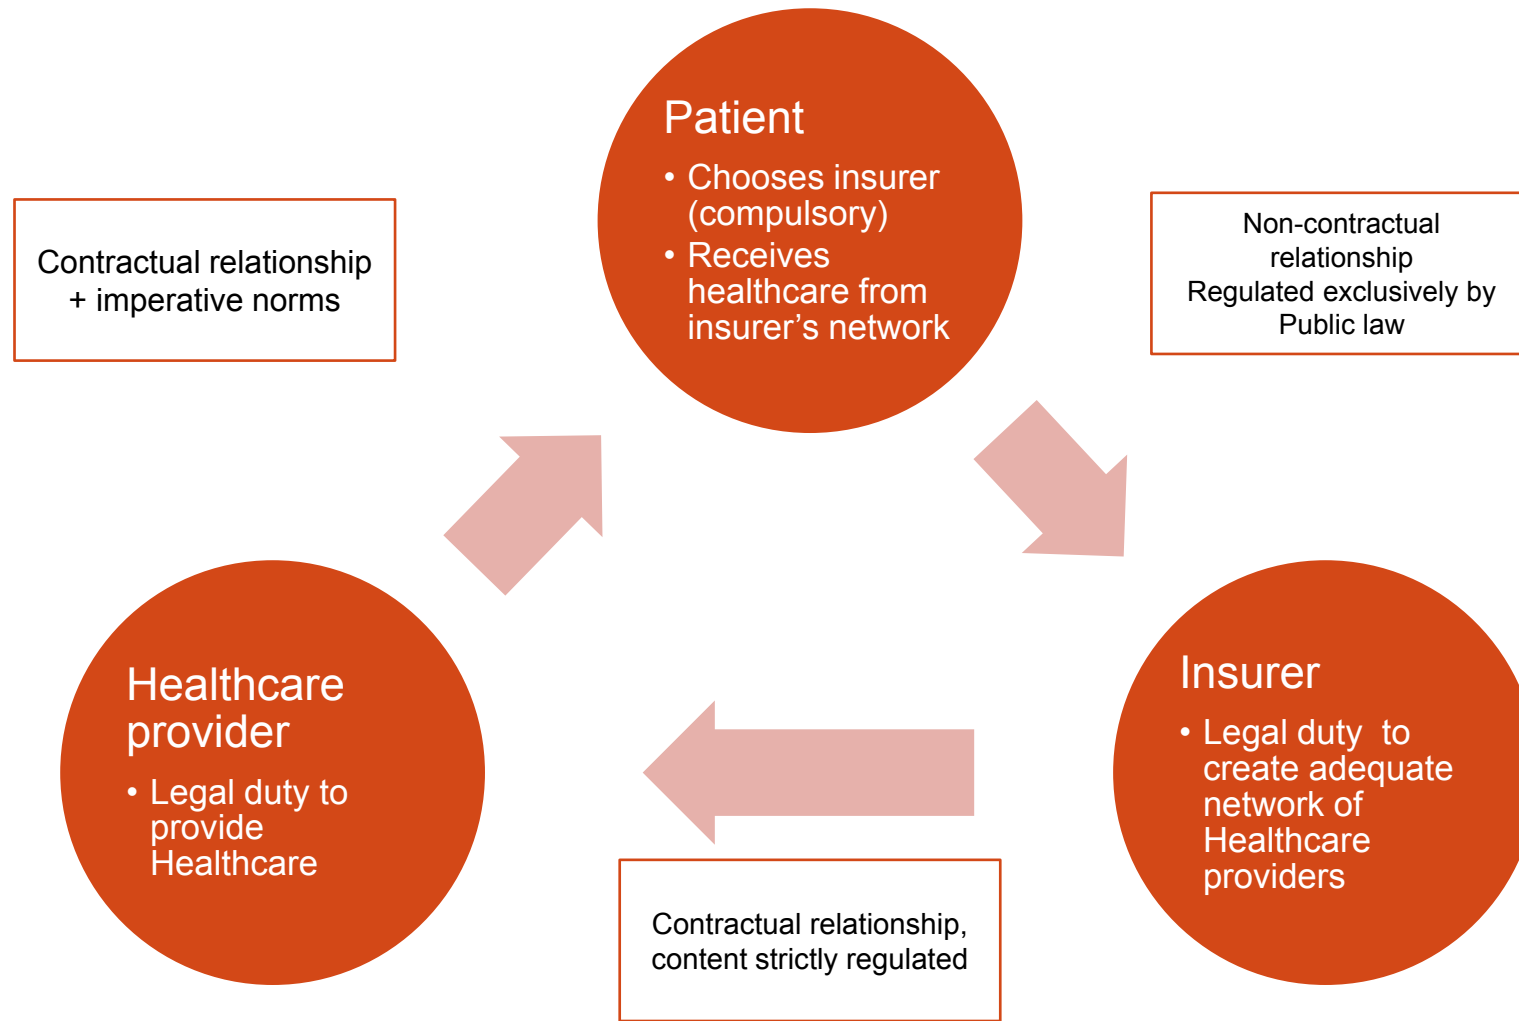 Patient
• Chooses insurer
(compulsory)
• Receives
healthcare from
insurer’s network
Contractual relationship
+ imperative norms
Non-contractual
relationship
Regulated exclusively by
Public law
Healthcare
provider
• Legal duty to
provide
Healthcare
Insurer
• Legal duty  to
create adequate
network of
Healthcare
providers
Contractual relationship,
content strictly regulated